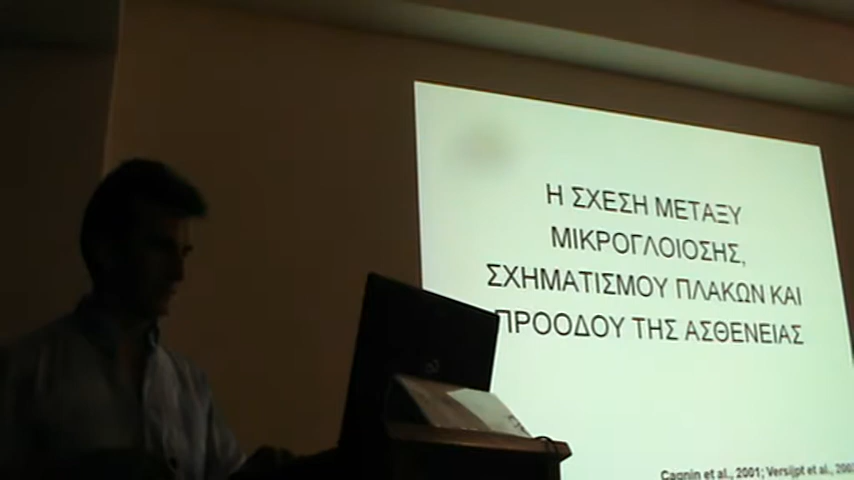 Η ΣΧΕΣΗ ΜΕΤΑΞΥ
ΜΙΚΡΟΓΛΟΙΩΣΗΣ,
ΣΧΗΜΑΤΙΣΜΟΥ ΠΛΑΚΩΝ ΚΑΙ
ΠΡΟΟΔΟΥ ΤΗΣ ΑΣΘΕΝΕΙΑΣ
Cagnin et al., 2001; Versijpt et al.,